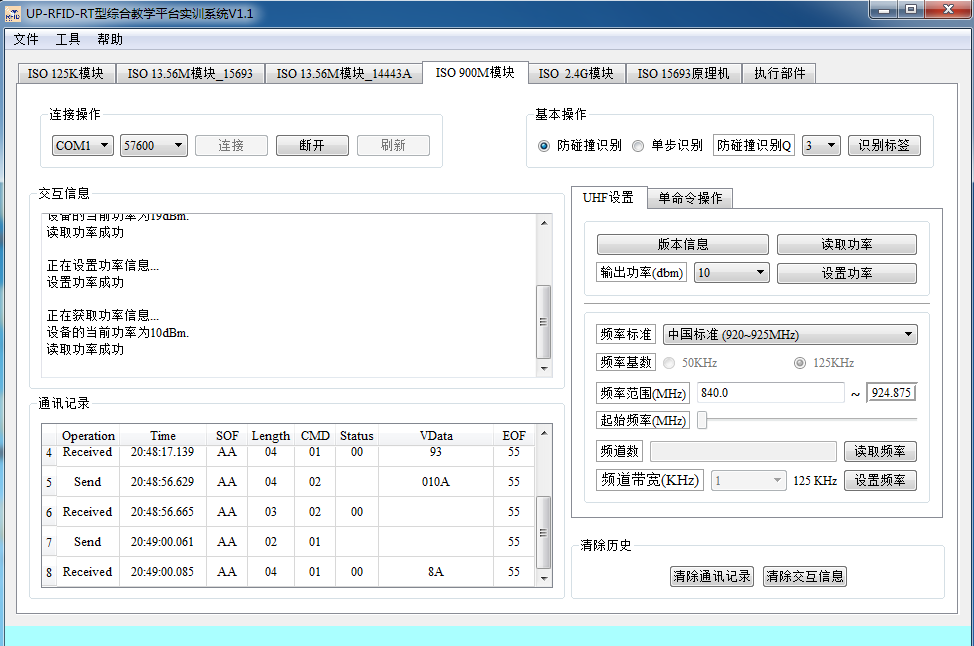 UP-RFID-RT型综合教学平台实训系统V1.1
文件 工具 帮助
ISO 125K模块 ISO 13.56M模块_15693 ISO 13.56M模块_14443A ISO 900M模块 ISO 2.4G模块 ISO 15693原理机 执行部件
连接操作
COM1 57600 连接 断开 刷新
基本操作
防碰撞识别 单步识别 防碰撞识别Q 3 识别标签
交互信息
设备的当前功率为19dBm.
读取功率成功
正在设置功率信息...
设置功率成功
正在获取功率信息...
设备的当前功率为10dBm.
读取功率成功
通讯记录
Operation Time SOF Length CMD Status VData EOF
4 Received 20:48:17.139 AA 04 01 00 93 55
5 Send 20:48:56.629 AA 04 02 010A 55
6 Received 20:48:56.665 AA 03 02 00 55
7 Send 20:49:00.061 AA 02 01 55
8 Received 20:49:00.085 AA 04 01 00 8A 55
UHF设置 单命令操作
版本信息 读取功率
输出功率(dbm) 10 设置功率
频率标准 中国标准 (920~925MHz)
频率基数 50KHz 125KHz
频率范围(MHz) 840.0 ~ 924.875
起始频率(MHz)
频道数 读取频率
频道带宽(KHz) 1 125 KHz 设置频率
清除历史
清除通讯记录 清除交互信息